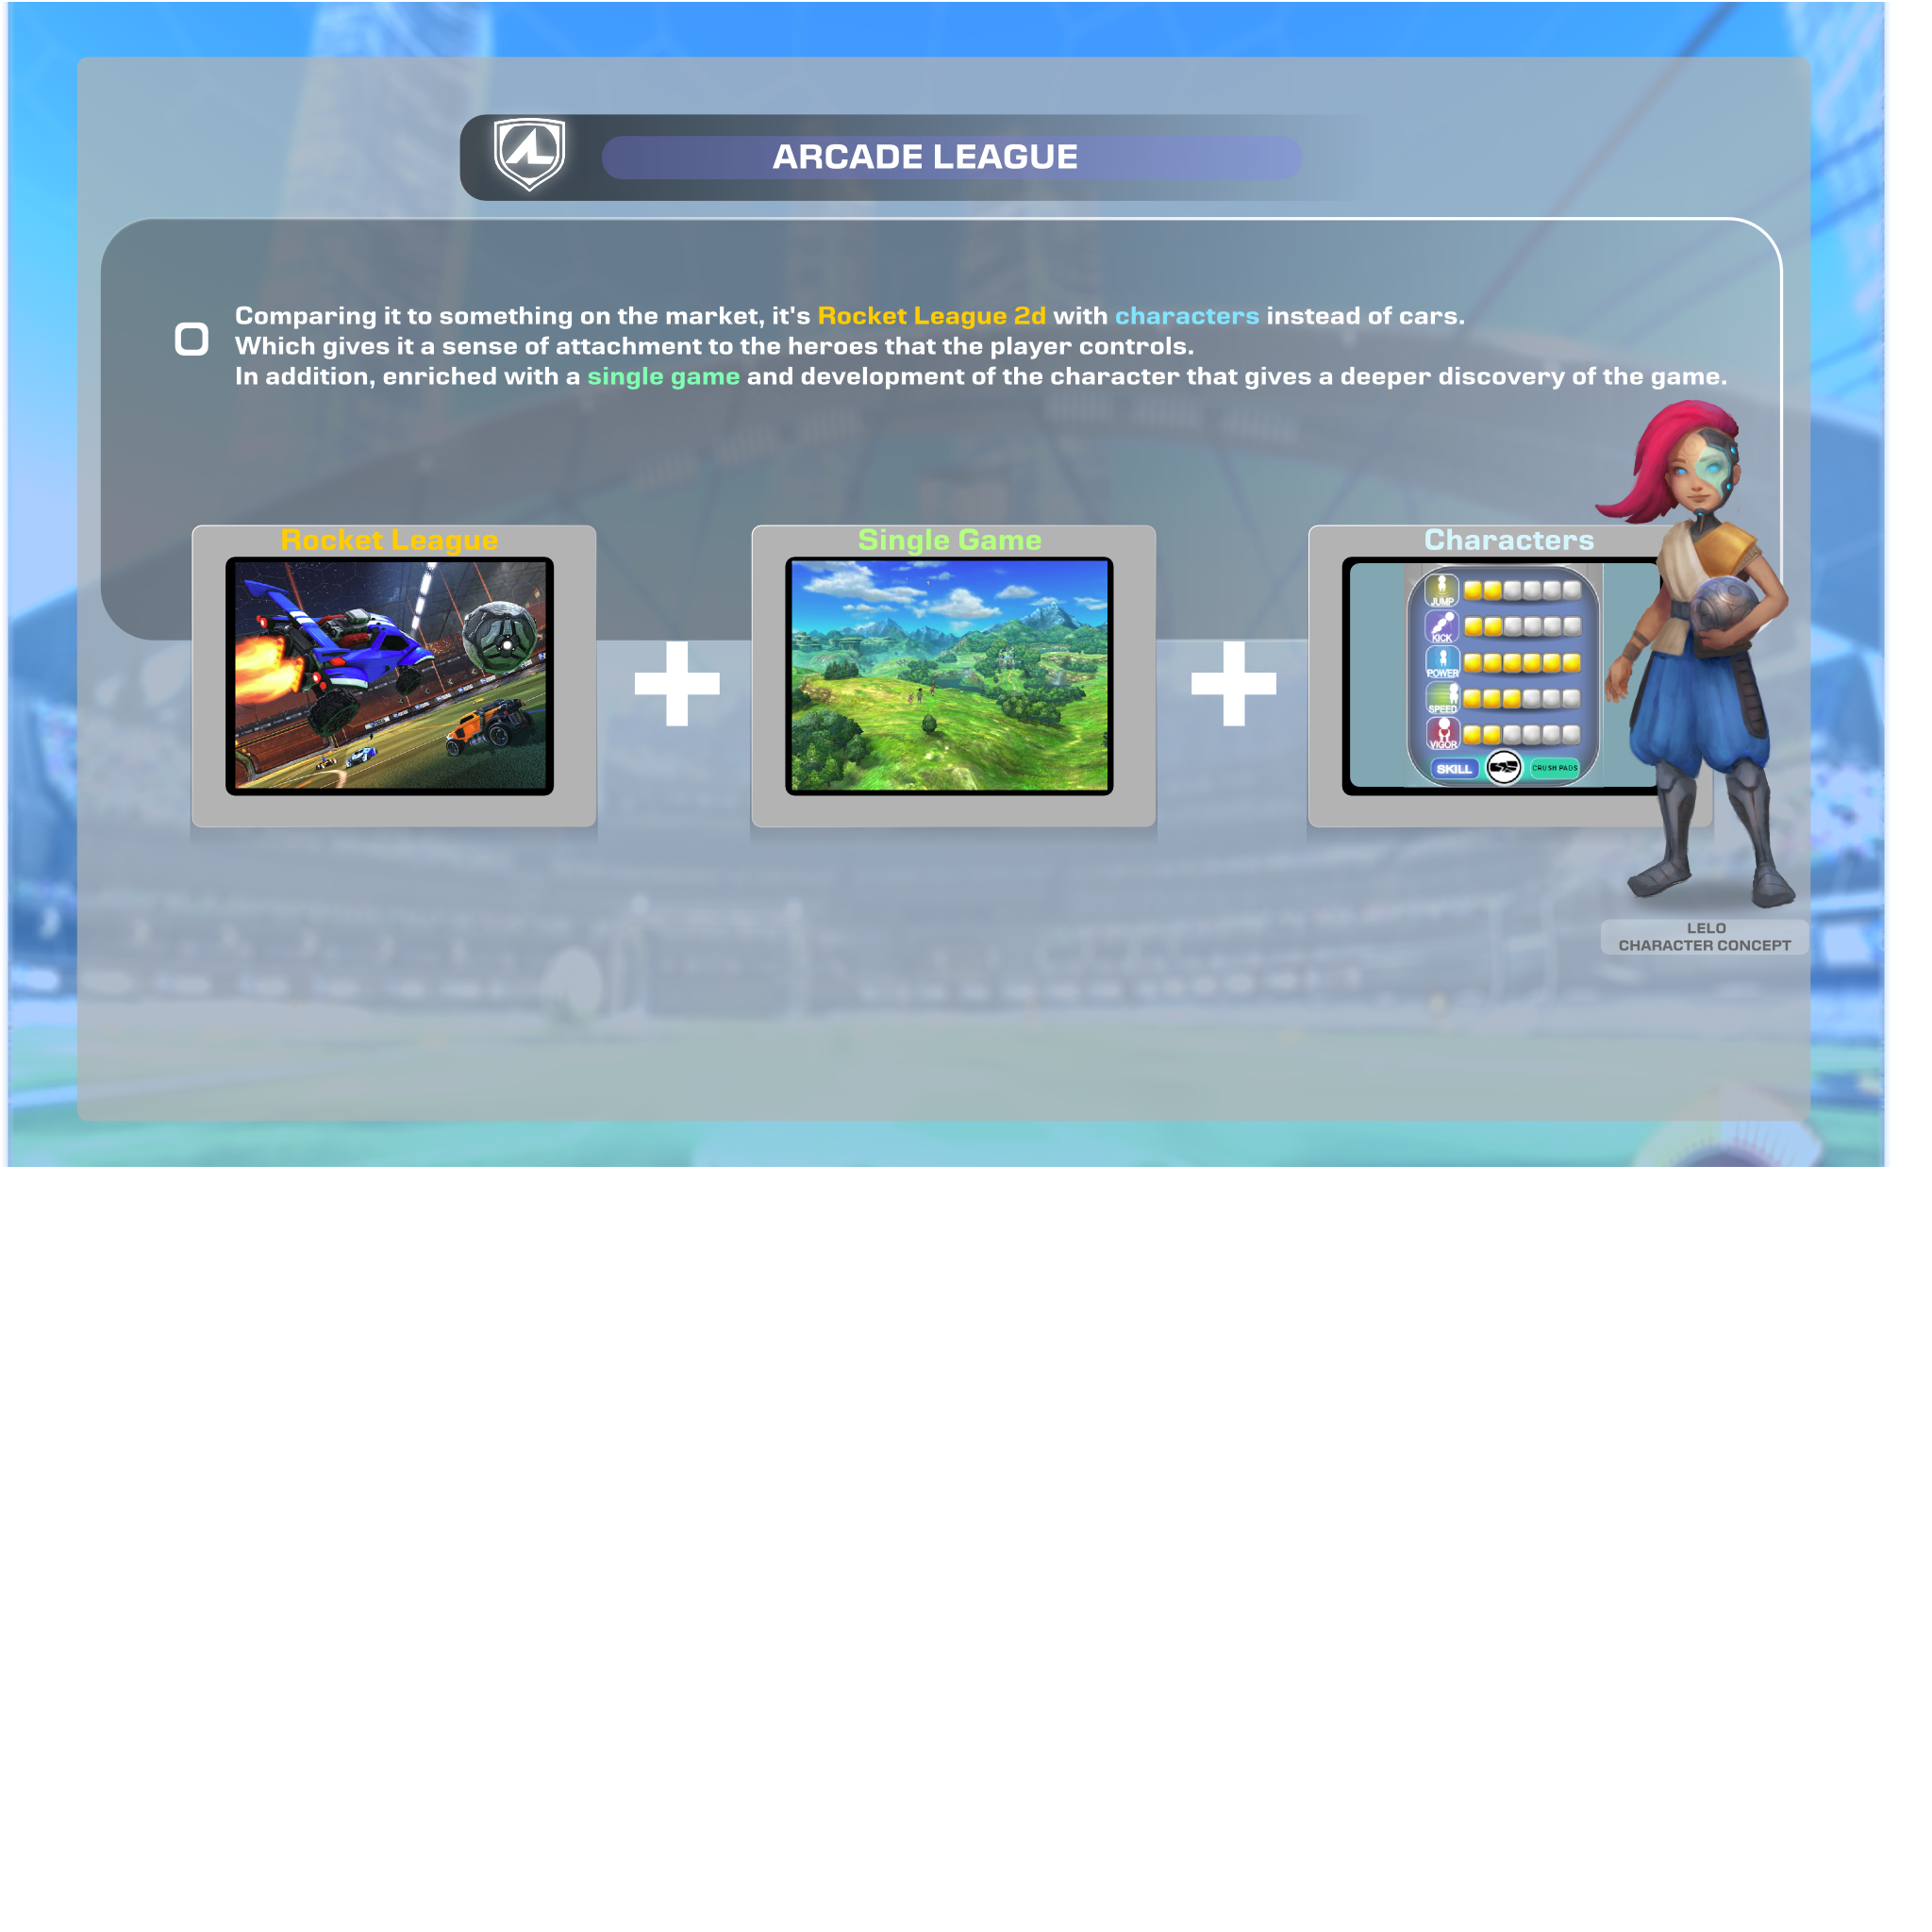 ARCADE LEAGUE
Comparing it to something on the market, it's Rocket League 2d with characters instead of cars.
Which gives it a sense of attachment to the heroes that the player controls.
In addition, enriched with a single game and development of the character that gives a deeper discovery of the game.
Rocket League
Single Game
Characters
JUMP
KICK
POWER
SPEED
VIGOR
SKILL
CRUSH PADS
LELO
CHARACTER CONCEPT